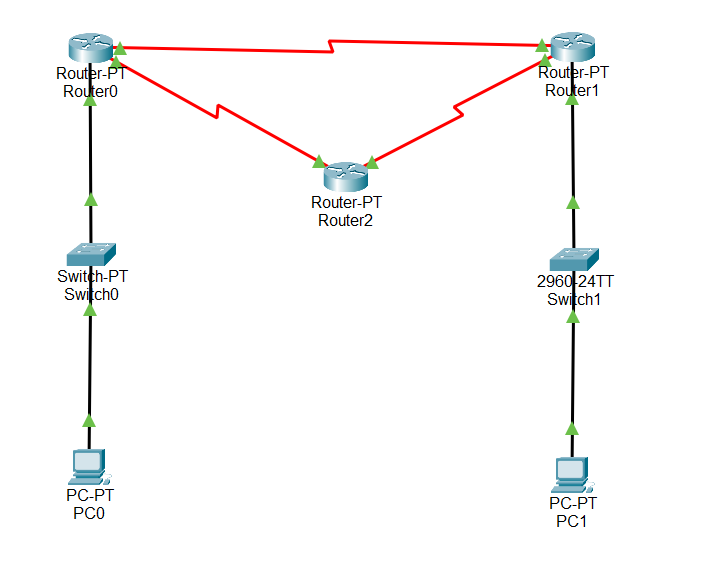 Router-PT
Router0
Router-PT
Router1
Router-PT
Router2
Switch-PT
Switch0
2960-24TT
Switch1
PC-PT
PC0
PC-PT
PC1